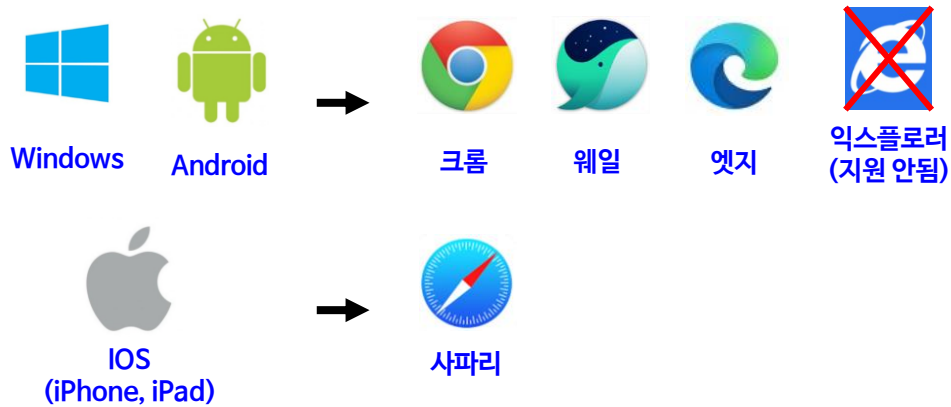 Windows
Android
크롬
웨일
엣지
익스플로러
(지원 안됨)
IOS
(iPhone, iPad)
사파리